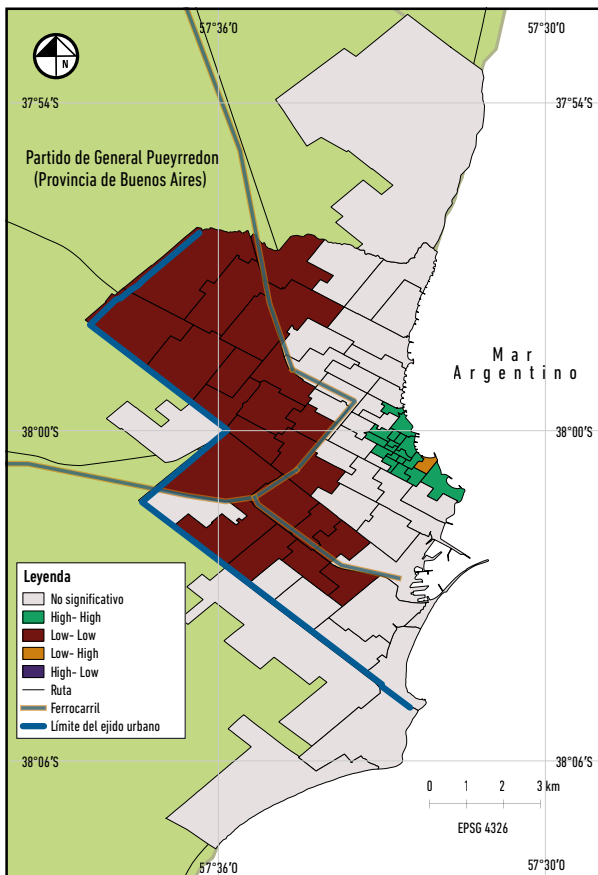 57°36'O
57°30'O
N
37°54'S
37°54'S
Partido de General Pueyrredon
(Provincia de Buenos Aires)
Mar
Argentino
38°00'S
38°00'S
Leyenda
No significativo
High- High
Low- Low
Low- High
High- Low
Ruta
Ferrocarril
Límite del ejido urbano
38°06'S
38°06'S
0 1 2 3 km
EPSG 4326
57°36'O
57°30'O